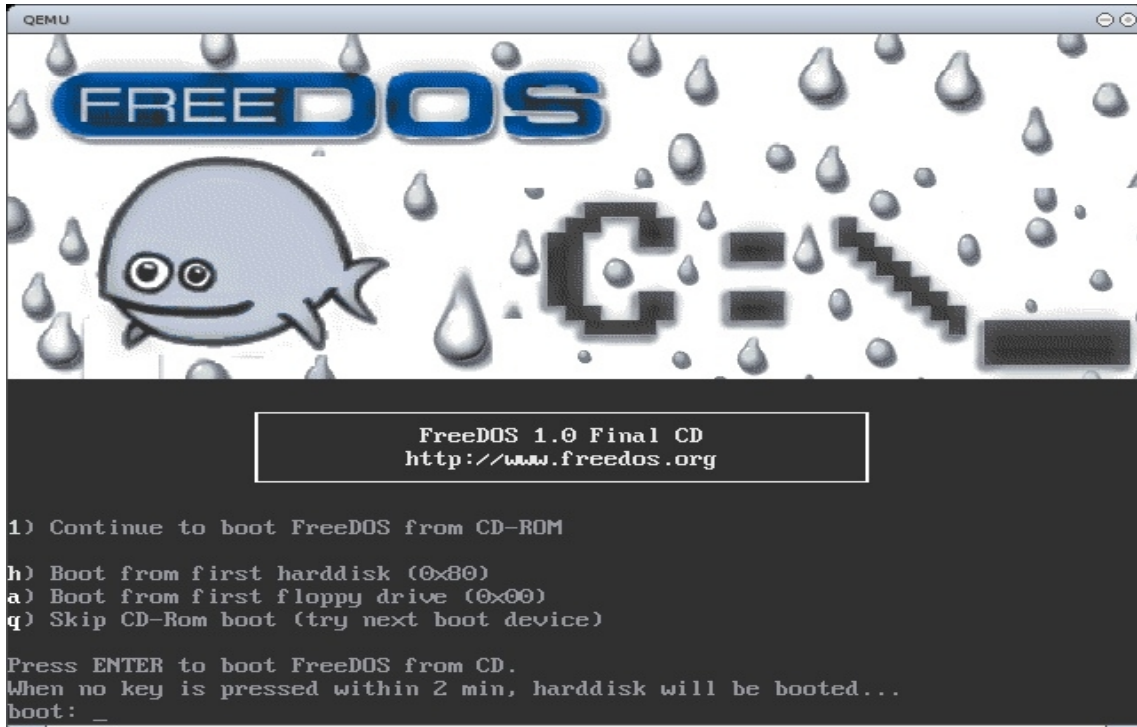 QEMU
FREEDOS
C:\_
FreeDOS 1.0 Final CD
http://www.freedos.org
1) Continue to boot FreeDOS from CD-ROM
h) Boot from first harddisk (0x80)
a) Boot from first floppy drive (0x00)
q) Skip CD-Rom boot (try next boot device)
Press ENTER to boot FreeDOS from CD.
When no key is pressed within 2 min, harddisk will be booted...
boot: _